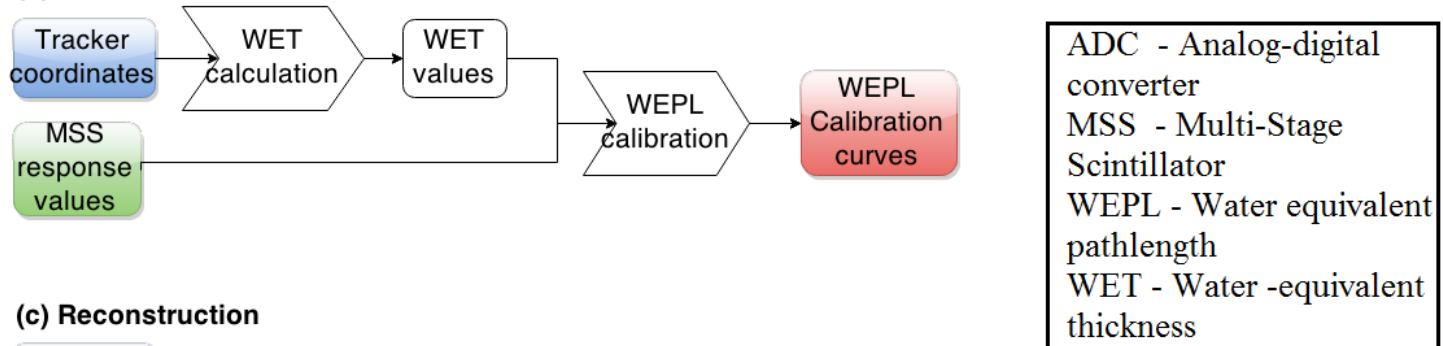 Tracker
coordinates
WET
calculation
WET
values
MSS
response
values
WEPL
calibration
WEPL
Calibration
curves
ADC - Analog-digital
converter
MSS - Multi-Stage
Scintillator
WEPL - Water equivalent
pathlength
WET - Water -equivalent
thickness
(c) Reconstruction